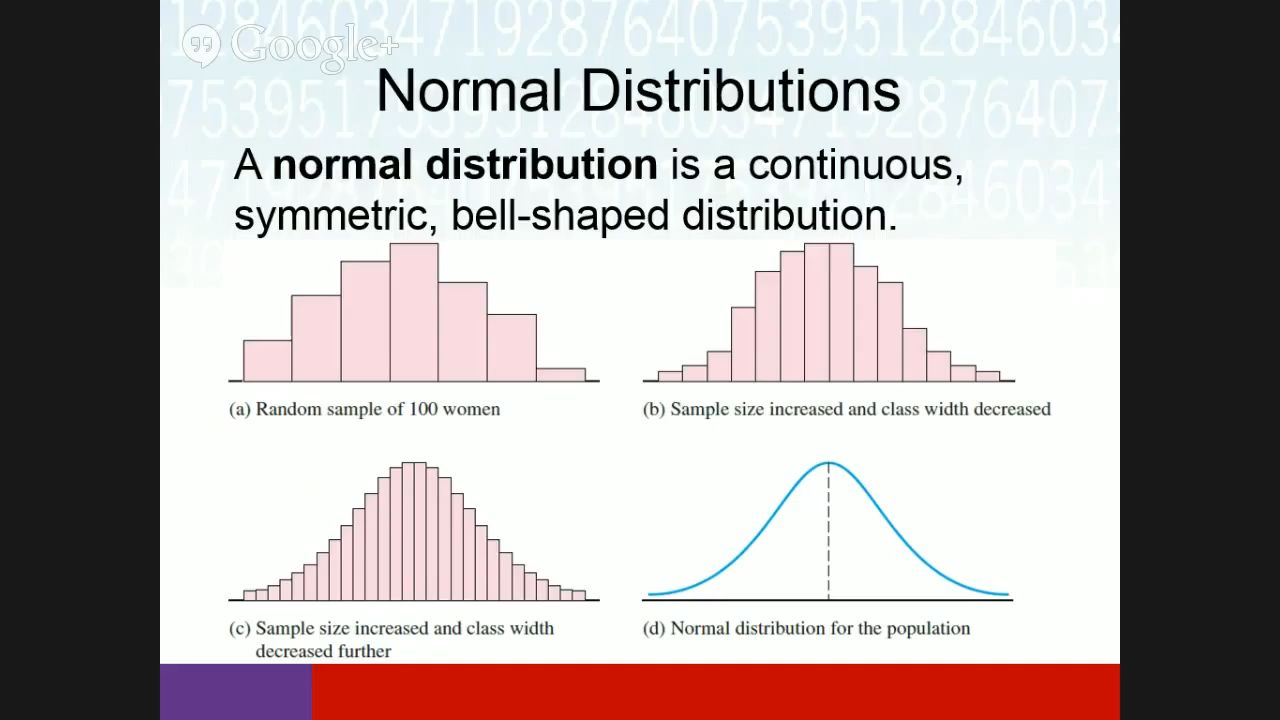 Google+
Normal Distributions
A normal distribution is a continuous,
symmetric, bell-shaped distribution.
(a) Random sample of 100 women
(b) Sample size increased and class width decreased
(c) Sample size increased and class width
decreased further
(d) Normal distribution for the population